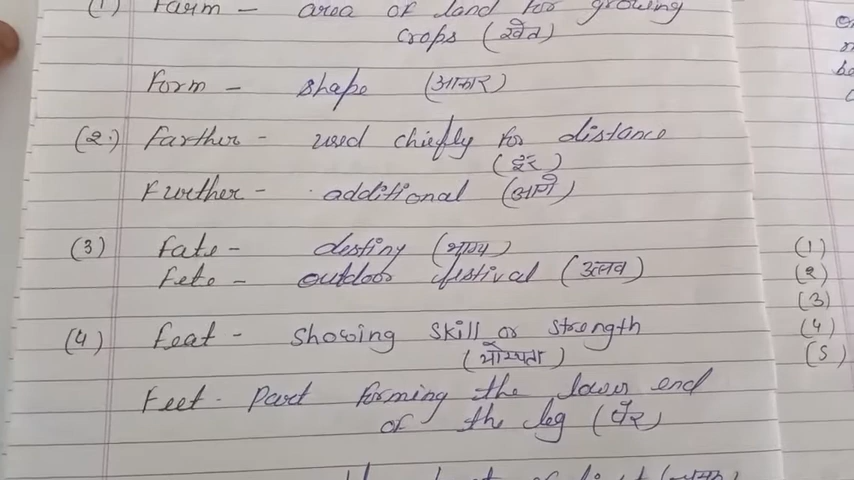 (1) Farm - area of land for growing
crops (खेत)
Form - shape (आकार)
(2.) Farther - used chiefly for distance
(दूर)
Further - additional (आगे)
(3) Fate - destiny (भाग्य)
Fete - outdoor festival (उत्सव)
(4) Feat - Showing skill or strength
(योग्यता)
Feet - Part forming the lower end
of the leg (पैर)
(1)
(2)
(3)
(4)
(5)